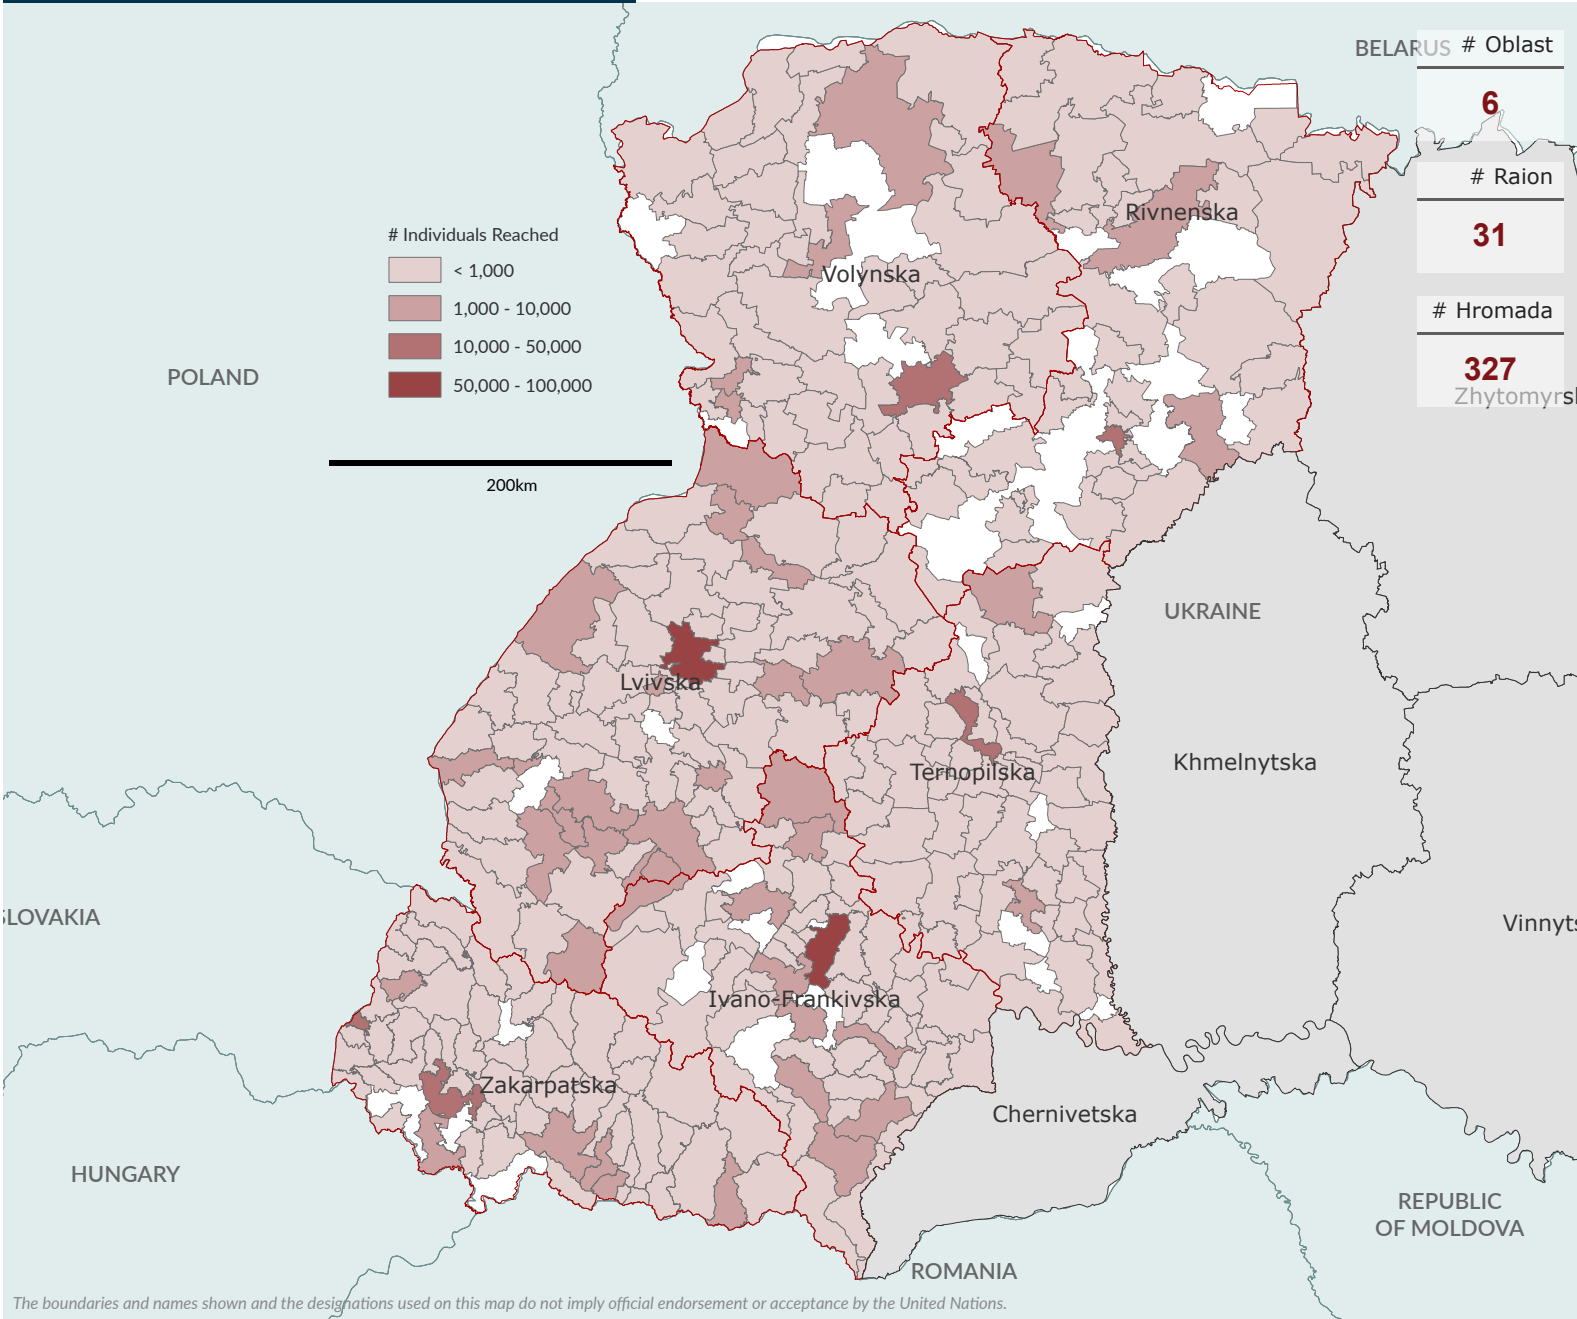 BELARUS
# Oblast
6
# Raion
31
# Hromada
327
Zhytomyrs
Rivnenska
# Individuals Reached
< 1,000
1,000 - 10,000
10,000 - 50,000
50,000 - 100,000
Volynska
POLAND
200km
UKRAINE
Lvivska
Ternopilska
Khmelnytska
SLOVAKIA
Vinnyts
Ivano-Frankivska
Zakarpatska
Chernivetska
HUNGARY
REPUBLIC
OF MOLDOVA
ROMANIA
The boundaries and names shown and the designations used on this map do not imply official endorsement or acceptance by the United Nations.